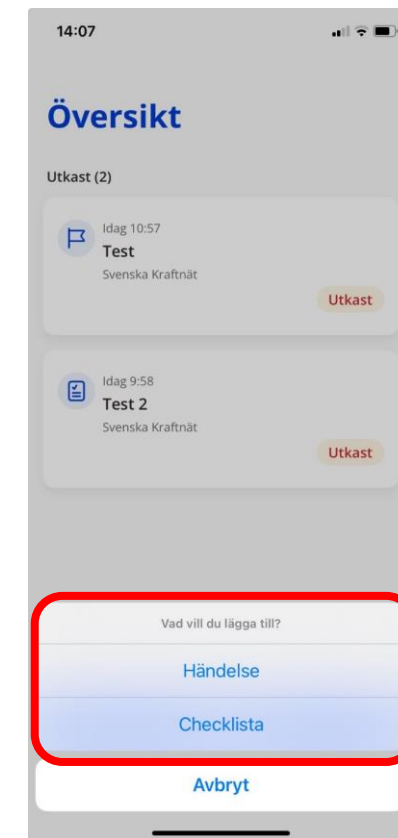 14:07
Översikt
Utkast (2)
Idag 10:57
Test
Svenska Kraftnät
Utkast
Idag 9:58
Test 2
Svenska Kraftnät
Utkast
Vad vill du lägga till?
Händelse
Checklista
Avbryt